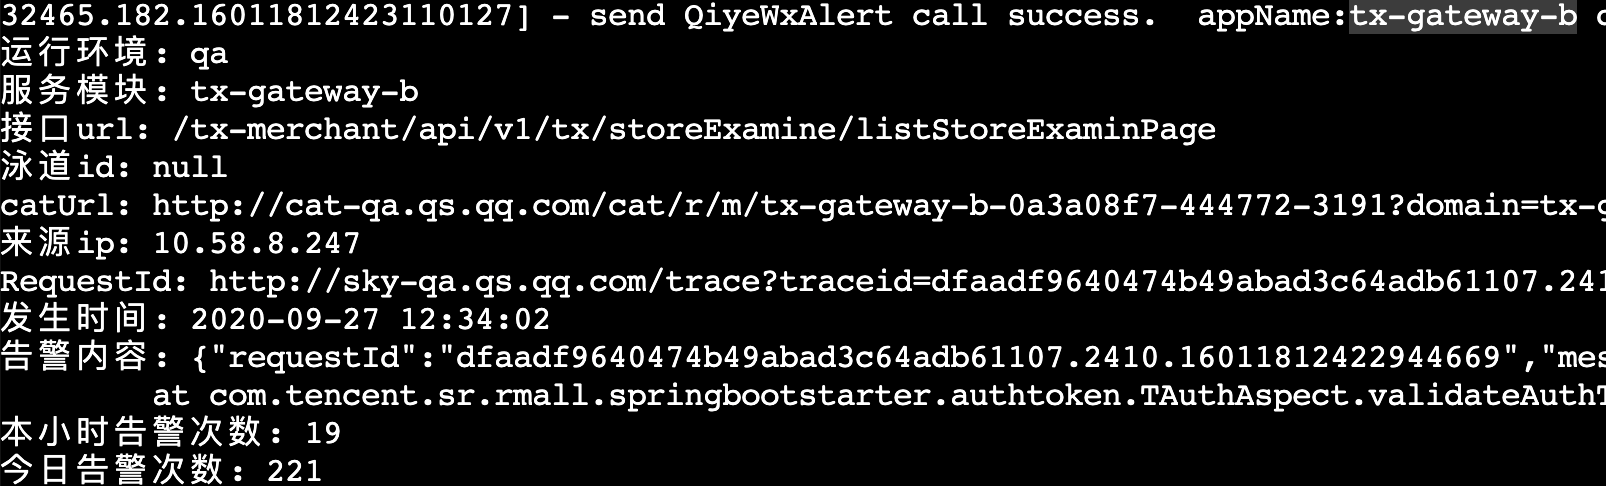 32465.182.16011812423110127] - send QiyeWxAlert call success.  appName:tx-gateway-b
运行环境: qa
服务模块: tx-gateway-b
接口url: /tx-merchant/api/v1/tx/storeExamine/listStoreExaminPage
泳道id: null
catUrl: http://cat-qa.qs.qq.com/cat/r/m/tx-gateway-b-0a3a08f7-444772-3191?domain=tx-g
来源ip: 10.58.8.247
RequestId: http://sky-qa.qs.qq.com/trace?traceid=dfaadf9640474b49abad3c64adb61107.241
发生时间: 2020-09-27 12:34:02
告警内容: {"requestId":"dfaadf9640474b49abad3c64adb61107.2410.16011812422944669","mes
at com.tencent.sr.rmall.springbootstarter.authtoken.TAuthAspect.validateAuthT
本小时告警次数: 19
今日告警次数: 221